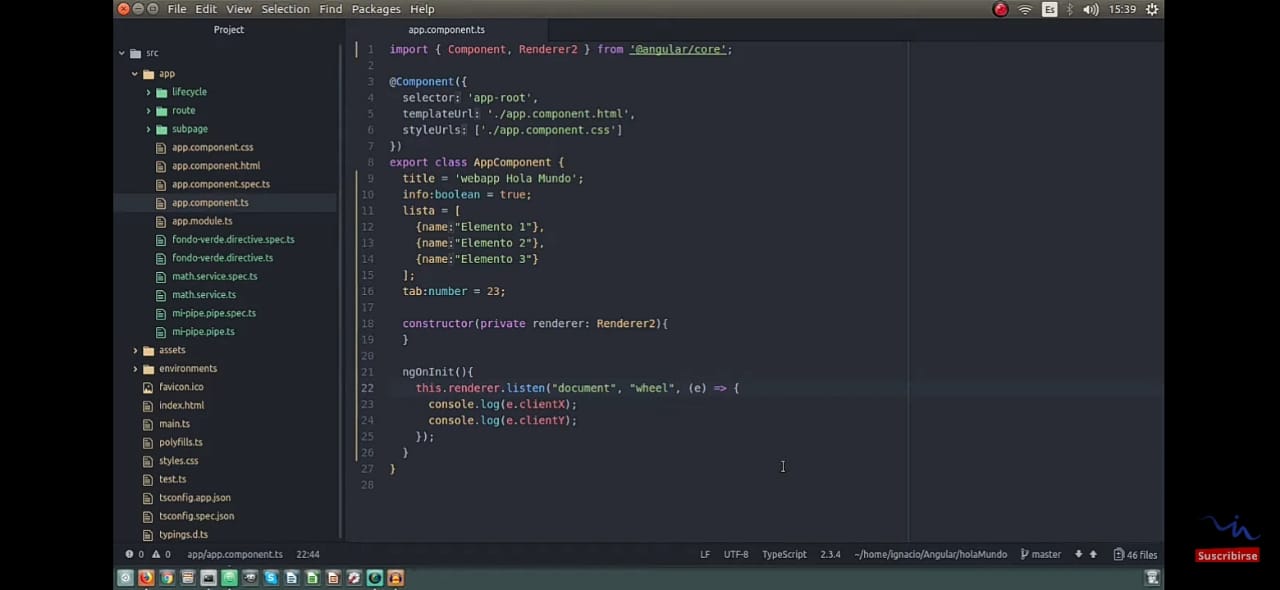 File Edit View Selection Find Packages Help
Es
15:39
Project
src
app
lifecycle
route
subpage
app.component.css
app.component.html
app.component.spec.ts
app.component.ts
app.module.ts
fondo-verde.directive.spec.ts
fondo-verde.directive.ts
math.service.spec.ts
math.service.ts
mi-pipe.pipe.spec.ts
mi-pipe.pipe.ts
assets
environments
favicon.ico
index.html
main.ts
polyfills.ts
styles.css
test.ts
tsconfig.app.json
tsconfig.spec.json
typings.d.ts
app.component.ts
1 import { Component, Renderer2 } from '@angular/core';
2
3 @Component({
4 selector: 'app-root',
5 templateUrl: './app.component.html',
6 styleUrls: ['./app.component.css']
7 })
8 export class AppComponent {
9 title = 'webapp Hola Mundo';
10 info:boolean = true;
11 lista = [
12 {name:"Elemento 1"},
13 {name:"Elemento 2"},
14 {name:"Elemento 3"}
15 ];
16 tab:number = 23;
17
18 constructor(private renderer: Renderer2){
19 }
20
21 ngOnInit(){
22 this.renderer.listen("document", "wheel", (e) => {
23 console.log(e.clientX);
24 console.log(e.clientY);
25 });
26 }
27 }
28
0 0 app/app.component.ts 22:44 LF UTF-8 TypeScript 2.3.4 ~/home/ignacio/Angular/holaMundo master 46 files
Suscribirse